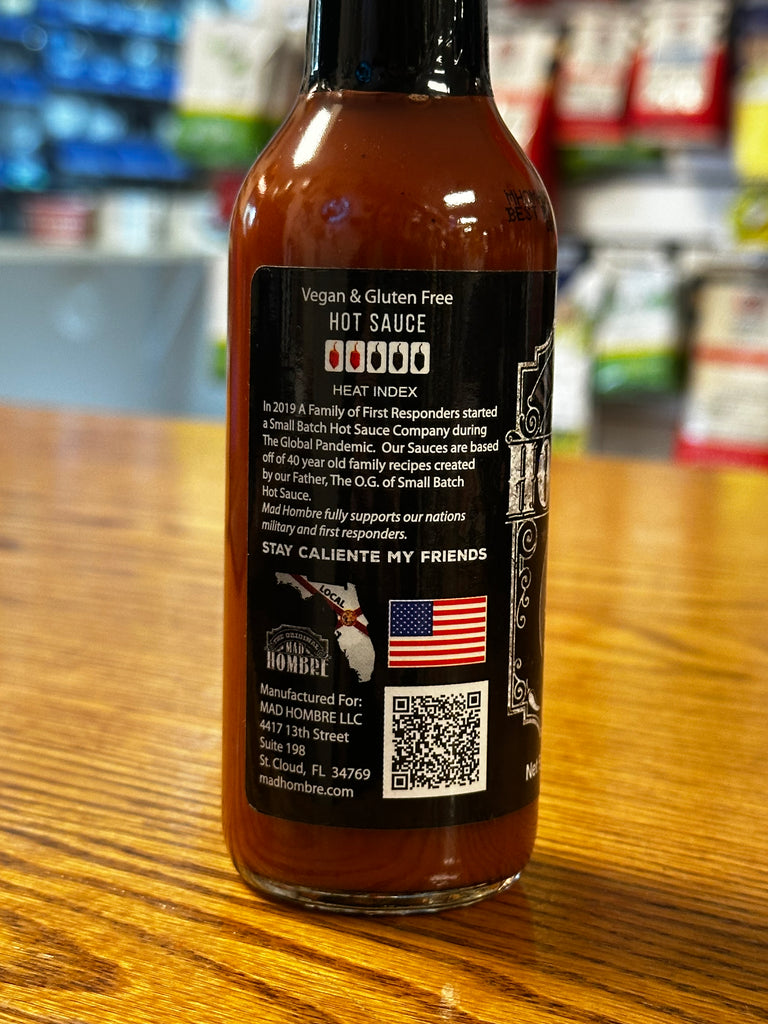 BEST
Vegan & Gluten Free
HOT SAUCE
HEAT INDEX
In 2019 A Family of First Responders started
a Small Batch Hot Sauce Company during
The Global Pandemic. Our Sauces are based
off of 40 year old family recipes created
by our Father, The O.G. of Small Batch
Hot Sauce.
Mad Hombre fully supports our nations
military and first responders.
STAY CALIENTE MY FRIENDS
LOCAL
THE ORIGINAL
MAD
HOMBRE
Manufactured For:
MAD HOMBRE LLC
4417 13th Street
Suite 198
St. Cloud, FL 34769
madhombre.com
HO
Net